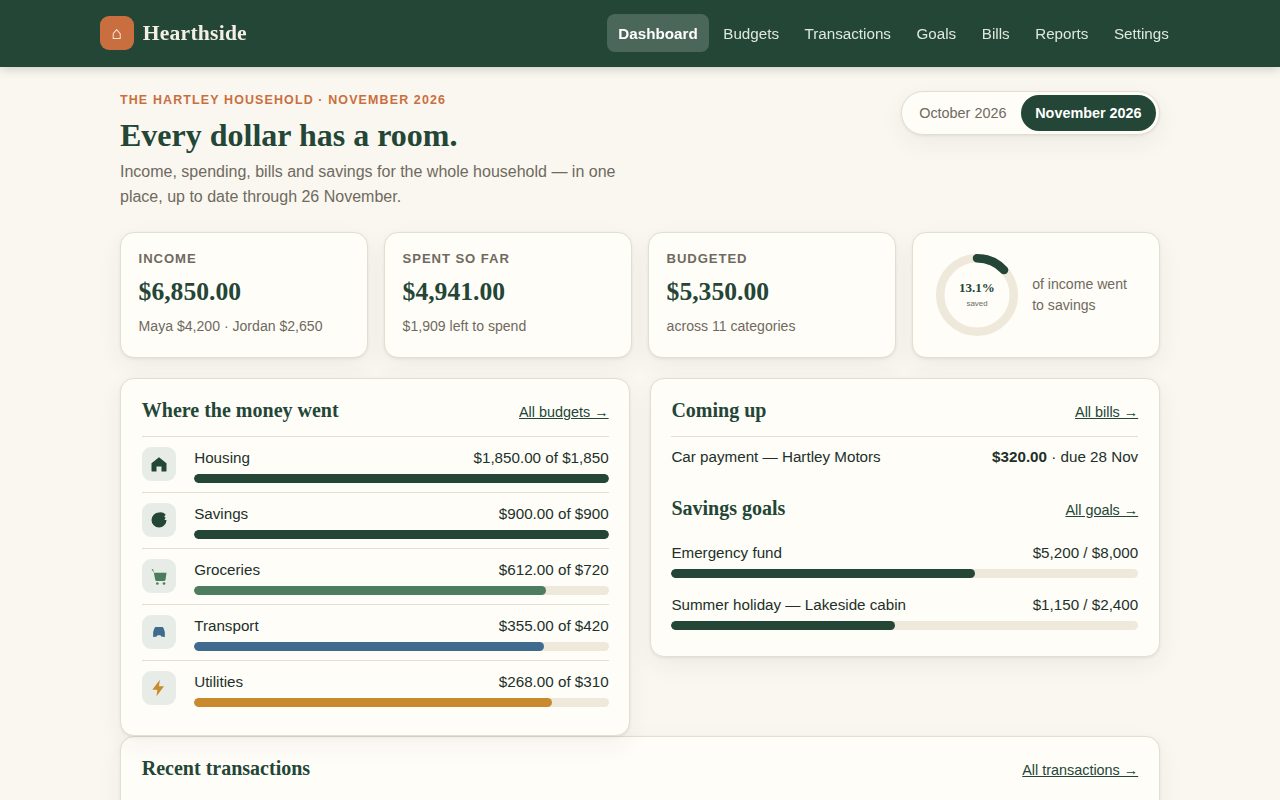 Hearthside
Dashboard Budgets Transactions Goals Bills Reports Settings
THE HARTLEY HOUSEHOLD · NOVEMBER 2026
October 2026 November 2026
Every dollar has a room.
Income, spending, bills and savings for the whole household — in one
place, up to date through 26 November.
INCOME
$6,850.00
Maya $4,200 · Jordan $2,650
SPENT SO FAR
$4,941.00
$1,909 left to spend
BUDGETED
$5,350.00
across 11 categories
13.1%
saved
of income went
to savings
Where the money went
All budgets →
Housing $1,850.00 of $1,850
Savings $900.00 of $900
Groceries $612.00 of $720
Transport $355.00 of $420
Utilities $268.00 of $310
Coming up
All bills →
Car payment — Hartley Motors $320.00 · due 28 Nov
Savings goals
All goals →
Emergency fund $5,200 / $8,000
Summer holiday — Lakeside cabin $1,150 / $2,400
Recent transactions
All transactions →